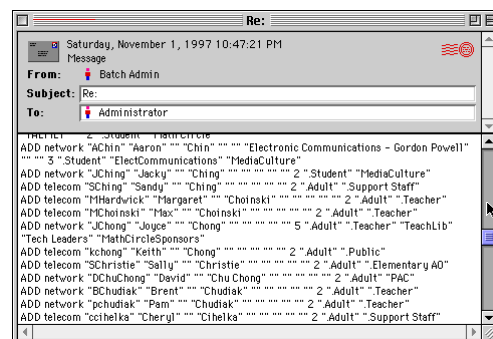 Re:
Saturday, November 1, 1997 10:47:21 PM
Message
From: Batch Admin
Subject: Re:
To: Administrator
ADD network "AChin" "Aaron" "" "Chin" "" "" "" "Electronic Communications - Gordon Powell"
"" "" 3 ".Student" "ElectCommunications" "MediaCulture"
ADD network "JChing" "Jacky" "" "Ching" "" "" "" "" "" "" 2 ".Student" "MediaCulture"
ADD telecom "SChing" "Sandy" "" "Ching" "" "" "" "" "" "" 2 ".Adult" ".Support Staff"
ADD telecom "MHardwick" "Margaret" "" "Choinski" "" "" "" "" "" "" 2 ".Adult" ".Teacher"
ADD telecom "MChoinski" "Max" "" "Choinski" "" "" "" "" "" "" 2 ".Adult" ".Teacher"
ADD network "JChong" "Joyce" "" "Chong" "" "" "" "" "" "" 5 ".Adult" ".Teacher" "TeachLib"
"Tech Leaders" "MathCircleSponsors"
ADD telecom "kchong" "Keith" "" "Chong" "" "" "" "" "" "" 2 ".Adult" ".Public"
ADD telecom "SChristie" "Sally" "" "Christie" "" "" "" "" "" "" 2 ".Adult" ".Elementary AO"
ADD network "DChuChong" "David" "" "Chu Chong" "" "" "" "" "" "" 2 ".Adult" "PAC"
ADD network "BChudiak" "Brent" "" "Chudiak" "" "" "" "" "" "" 2 ".Adult" ".Teacher"
ADD network "pchudiak" "Pam" "" "Chudiak" "" "" "" "" "" "" 2 ".Adult" ".Teacher"
ADD telecom "ccihelka" "Cheryl" "" "Cihelka" "" "" "" "" "" "" 2 ".Adult" ".Support Staff"